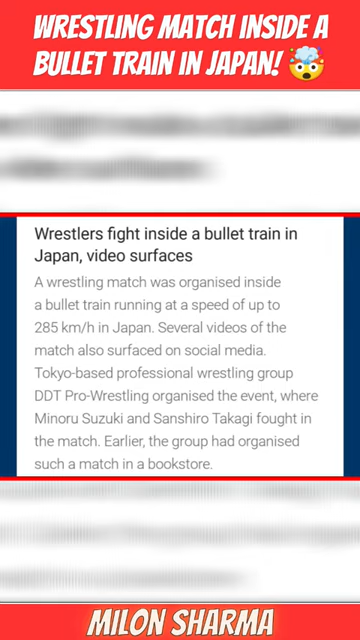 WRESTLING MATCH INSIDE A
BULLET TRAIN IN JAPAN! 🤯
Wrestlers fight inside a bullet train in
Japan, video surfaces
A wrestling match was organised inside
a bullet train running at a speed of up to
285 km/h in Japan. Several videos of the
match also surfaced on social media.
Tokyo-based professional wrestling group
DDT Pro-Wrestling organised the event, where
Minoru Suzuki and Sanshiro Takagi fought in
the match. Earlier, the group had organised
such a match in a bookstore.
MILON SHARMA